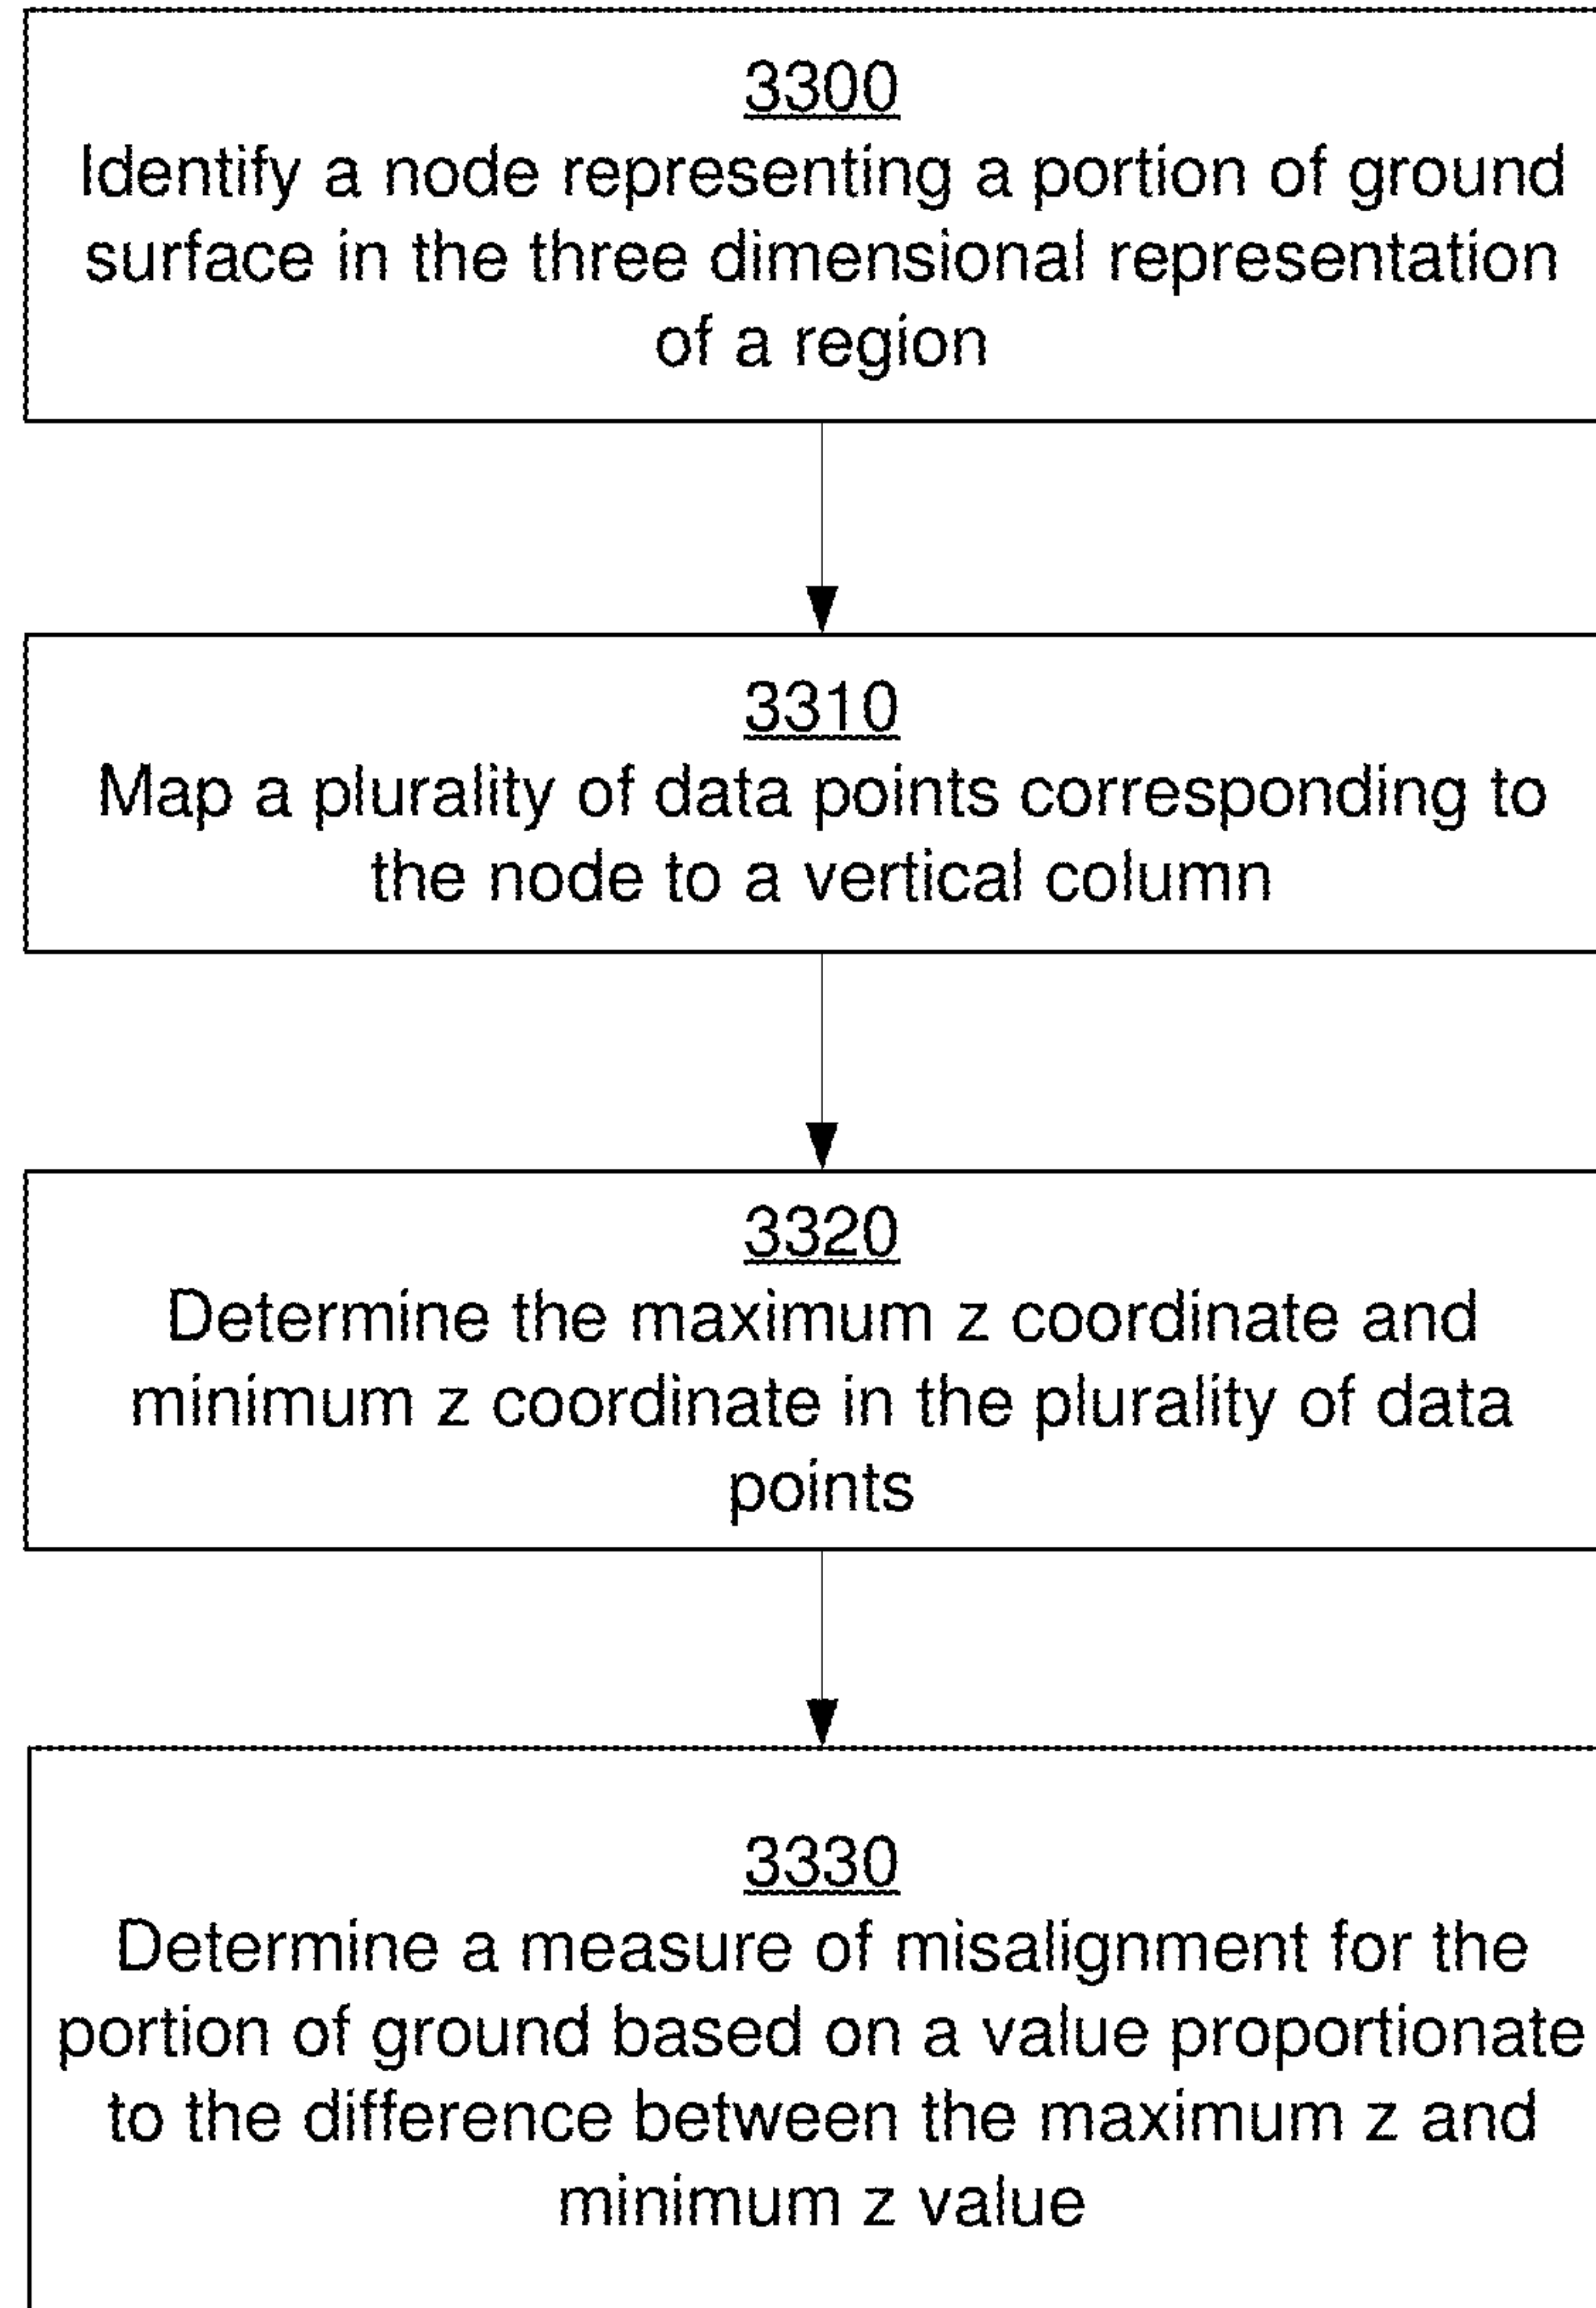 3300
Identify a node representing a portion of ground
surface in the three dimensional representation
of a region
3310
Map a plurality of data points corresponding to
the node to a vertical column
3320
Determine the maximum z coordinate and
minimum z coordinate in the plurality of data
points
3330
Determine a measure of misalignment for the
portion of ground based on a value proportionate
to the difference between the maximum z and
minimum z value